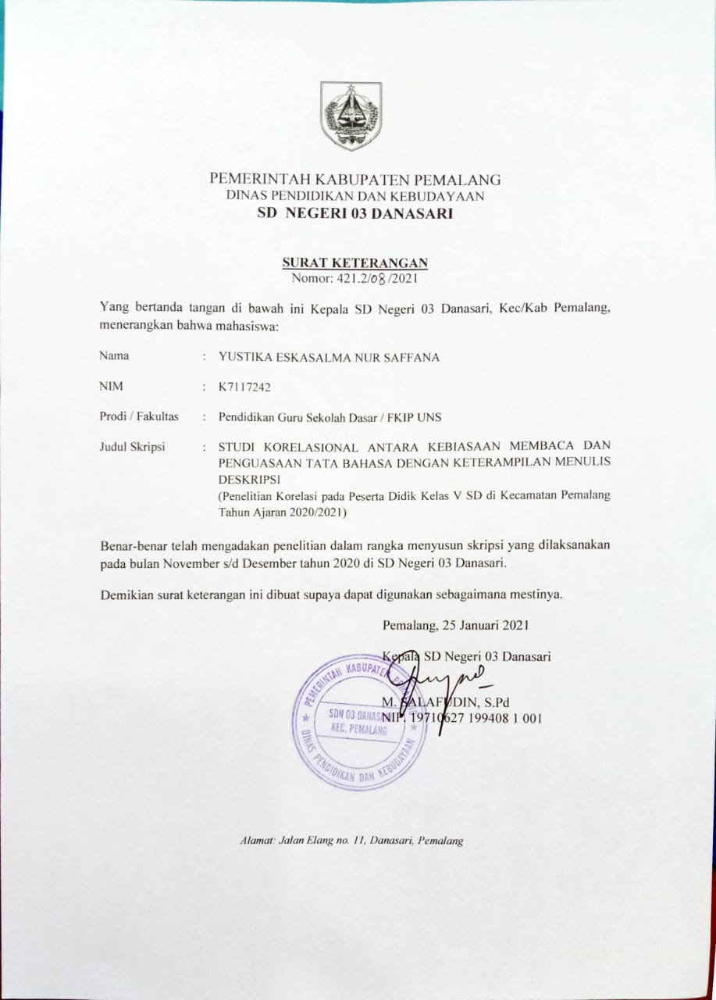 PEMERINTAH KABUPATEN PEMALANG
DINAS PENDIDIKAN DAN KEBUDAYAAN
SD NEGERI 03 DANASARI
SURAT KETERANGAN
Nomor: 421.2/08/2021
Yang bertanda tangan di bawah ini Kepala SD Negeri 03 Danasari, Kec/Kab Pemalang,
menerangkan bahwa mahasiswa:
Nama : YUSTIKA ESKASALMA NUR SAFFANA
NIM : K7117242
Prodi / Fakultas : Pendidikan Guru Sekolah Dasar / FKIP UNS
Judul Skripsi : STUDI KORELASIONAL ANTARA KEBIASAAN MEMBACA DAN
PENGUASAAN TATA BAHASA DENGAN KETERAMPILAN MENULIS
DESKRIPSI
(Penelitian Korelasi pada Peserta Didik Kelas V SD di Kecamatan Pemalang
Tahun Ajaran 2020/2021)
Benar-benar telah mengadakan penelitian dalam rangka menyusun skripsi yang dilaksanakan
pada bulan November s/d Desember tahun 2020 di SD Negeri 03 Danasari.
Demikian surat keterangan ini dibuat supaya dapat digunakan sebagaimana mestinya.
Pemalang, 25 Januari 2021
Kepala SD Negeri 03 Danasari
M. SALAFUDIN, S.Pd
NIP. 19710627 199408 1 001
PEMERINTAH KABUPATEN PEMALANG
SDN 03 DANASARI
KEC. PEMALANG
DINAS PENDIDIKAN DAN KEBUDAYAAN
Alamat: Jalan Elang no. 11, Danasari, Pemalang